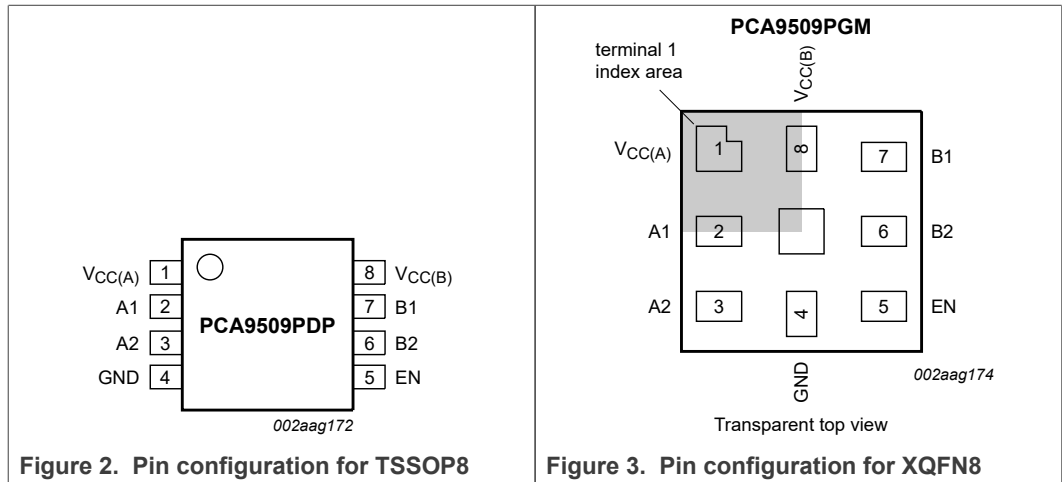 VCC(A) 1
A1 2
A2 3
GND 4
PCA9509PDP
8 VCC(B)
7 B1
6 B2
5 EN
002aag172
Figure 2. Pin configuration for TSSOP8
PCA9509PGM
terminal 1
index area
VCC(B)
VCC(A) 1 8 7 B1
A1 2 6 B2
A2 3 4 5 EN
GND
002aag174
Transparent top view
Figure 3. Pin configuration for XQFN8